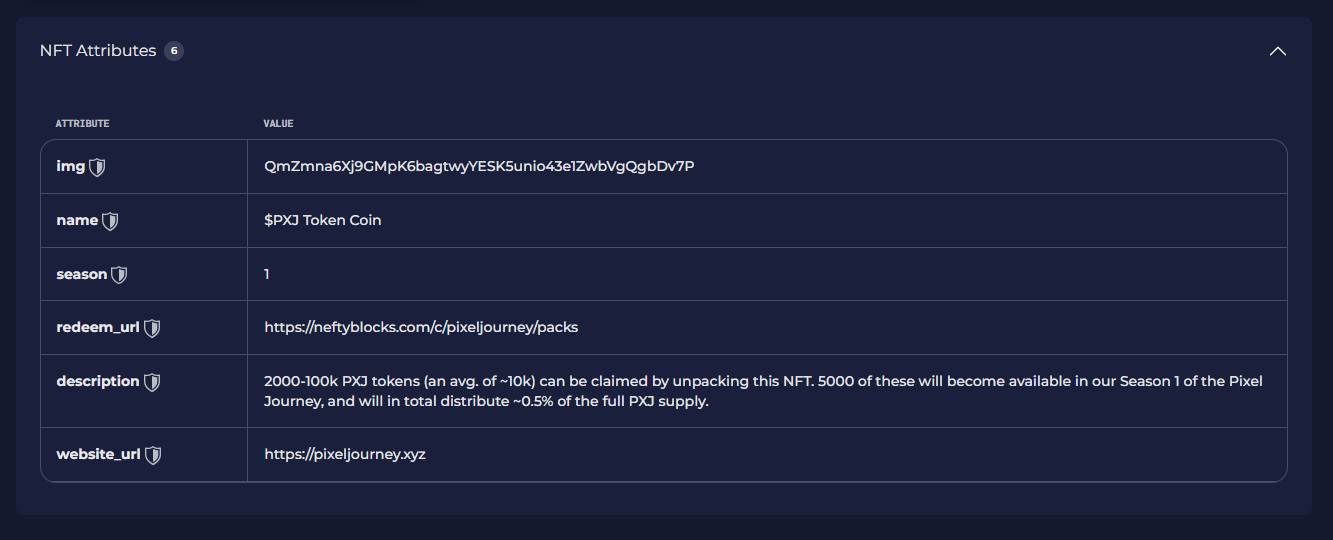 NFT Attributes 6
ATTRIBUTE VALUE
img QmZmna6Xj9GMpK6bagtwyYESK5unio43e1ZwbVgQgbDv7P
name $PXJ Token Coin
season 1
redeem_url https://neftyblocks.com/c/pixeljourney/packs
description 2000-100k PXJ tokens (an avg. of ~10k) can be claimed by unpacking this NFT. 5000 of these will become available in our Season 1 of the Pixel
Journey, and will in total distribute ~0.5% of the full PXJ supply.
website_url https://pixeljourney.xyz